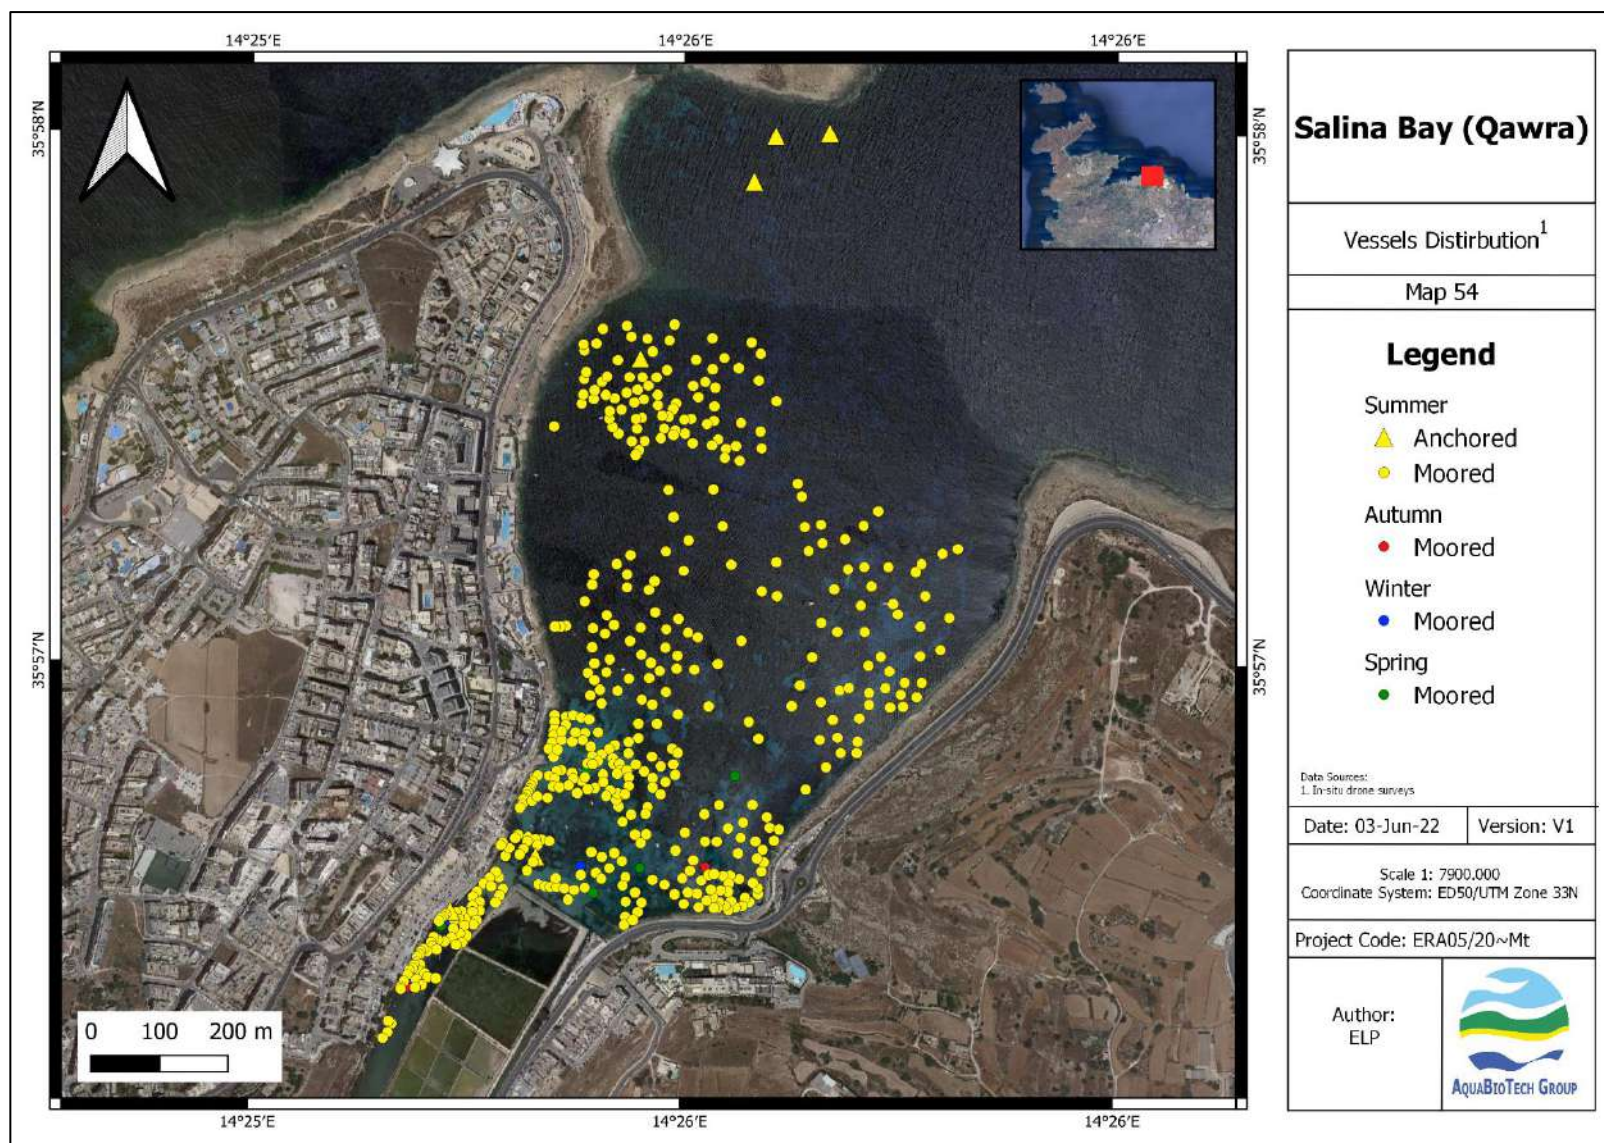 14°25'E 14°26'E 14°26'E
35°58'N
35°58'N
35°57'N
35°57'N
14°25'E 14°26'E 14°26'E
0 100 200 m
Salina Bay (Qawra)
Vessels Distirbution1
Map 54
Legend
Summer
Anchored
Moored
Autumn
Moored
Winter
Moored
Spring
Moored
Data Sources:
1. In-situ drone surveys
Date: 03-Jun-22 Version: V1
Scale 1: 7900.000
Coordinate System: ED50/UTM Zone 33N
Project Code: ERA05/20~Mt
Author:
ELP
AQUABIOTECH GROUP